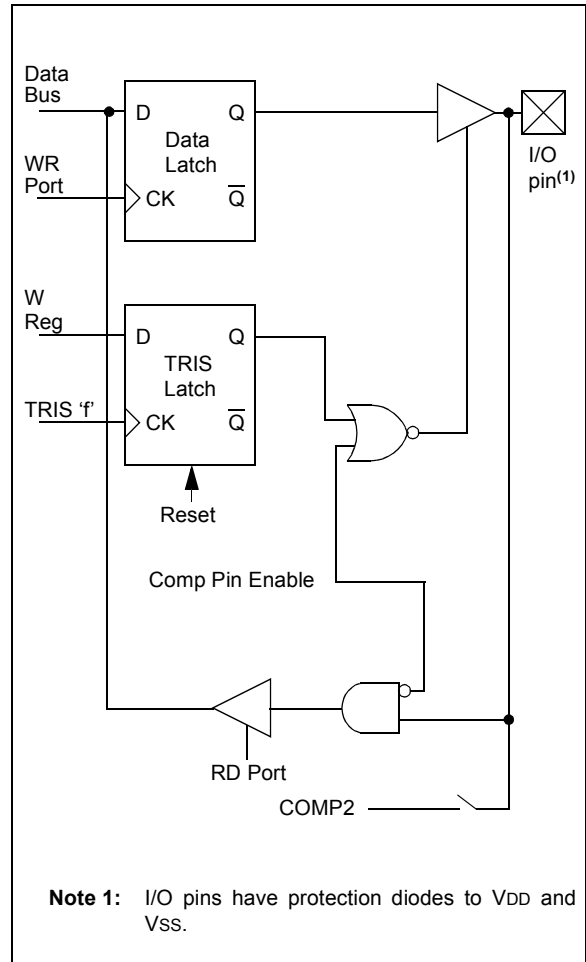 Data
Bus
D Q
Data
Latch
WR
Port
CK Q
I/O
pin(1)
W
Reg
D Q
TRIS
Latch
TRIS 'f'
CK Q
Reset
Comp Pin Enable
RD Port
COMP2
Note 1: I/O pins have protection diodes to VDD and
VSS.